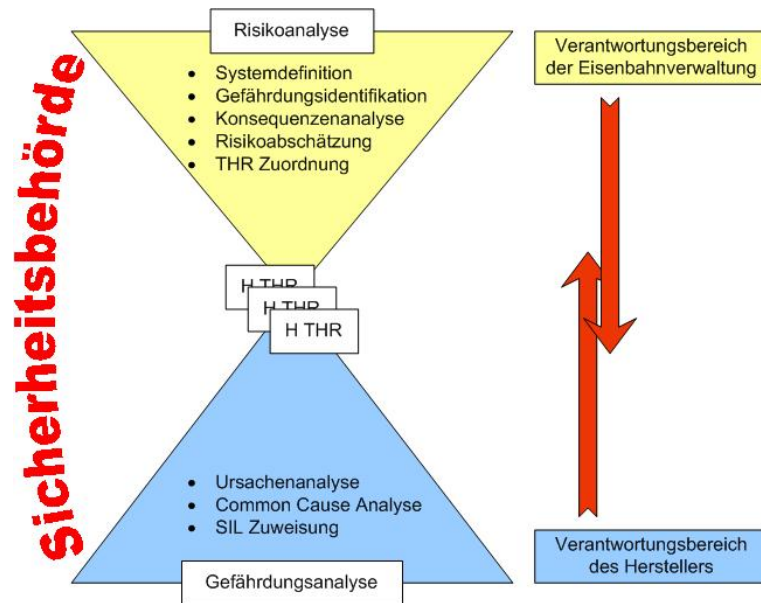 Sicherheitsbehörde
Risikoanalyse
• Systemdefinition
• Gefährdungsidentifikation
• Konsequenzenanalyse
• Risikoabschätzung
• THR Zuordnung
H THR
H THR
H THR
• Ursachenanalyse
• Common Cause Analyse
• SIL Zuweisung
Gefährdungsanalyse
Verantwortungsbereich
der Eisenbahnverwaltung
Verantwortungsbereich
des Herstellers